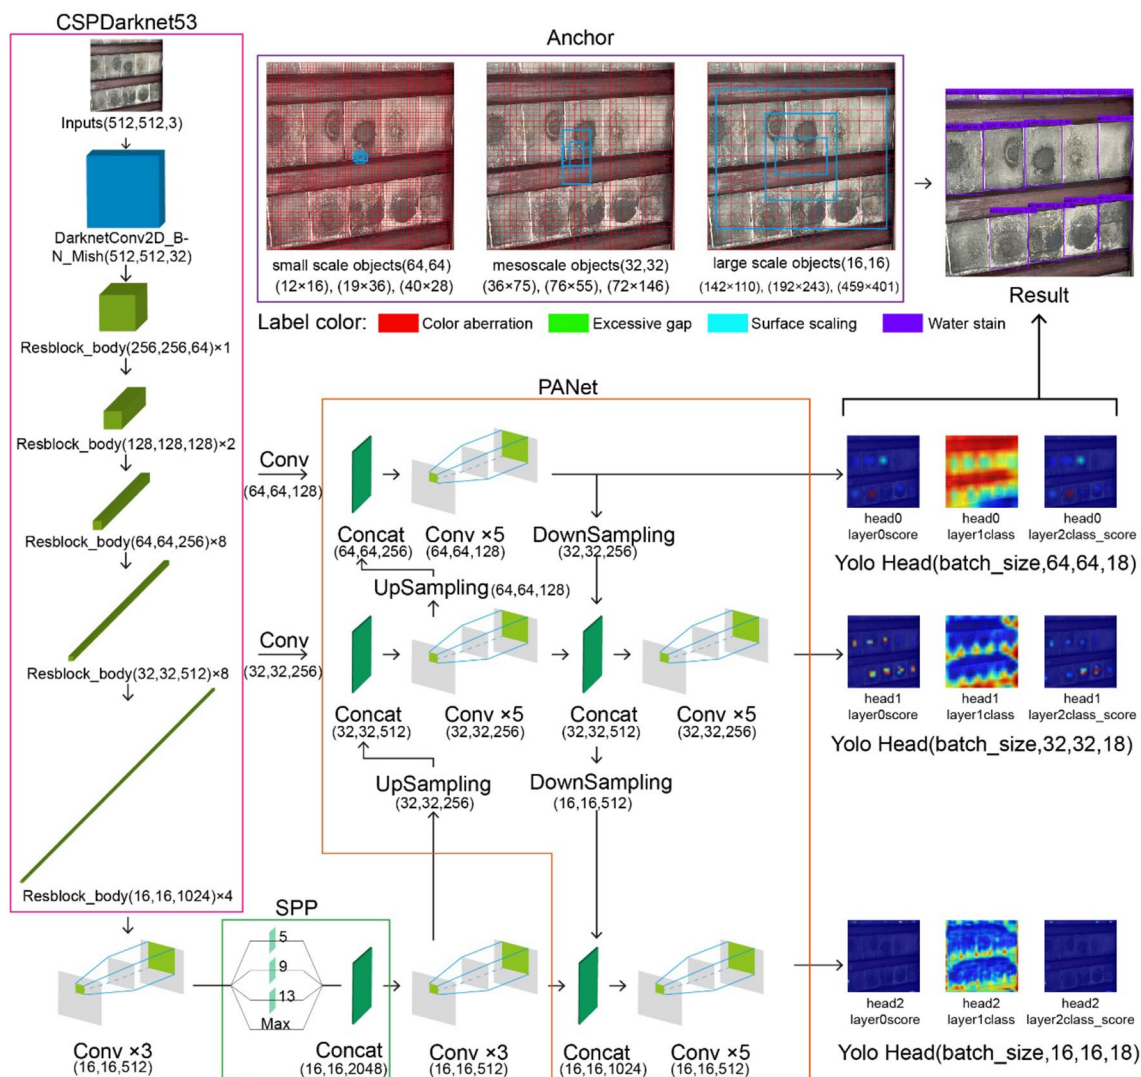 CSPDarknet53
Inputs(512,512,3)
DarknetConv2D_B-
N_Mish(512,512,32)
Resblock_body(256,256,64)×1
Resblock_body(128,128,128)×2
Resblock_body(64,64,256)×8
Resblock_body(32,32,512)×8
Resblock_body(16,16,1024)×4
Conv ×3
(16,16,512)
Anchor
small scale objects(64,64)
(12×16), (19×36), (40×28)
mesoscale objects(32,32)
(36×75), (76×55), (72×146)
large scale objects(16,16)
(142×110), (192×243), (459×401)
Result
Label color:
Color aberration
Excessive gap
Surface scaling
Water stain
PANet
Conv
(64,64,128)
Concat
(64,64,256)
Conv ×5
(64,64,128)
DownSampling
(32,32,256)
UpSampling(64,64,128)
Conv
(32,32,256)
Concat
(32,32,512)
Conv ×5
(32,32,256)
Concat
(32,32,512)
Conv ×5
(32,32,256)
UpSampling
(32,32,256)
DownSampling
(16,16,512)
SPP
5
9
13
Max
Concat
(16,16,2048)
Conv ×3
(16,16,512)
Concat
(16,16,1024)
Conv ×5
(16,16,512)
head0
layer0score
head0
layer1class
head0
layer2class_score
Yolo Head(batch_size,64,64,18)
head1
layer0score
head1
layer1class
head1
layer2class_score
Yolo Head(batch_size,32,32,18)
head2
layer0score
head2
layer1class
head2
layer2class_score
Yolo Head(batch_size,16,16,18)